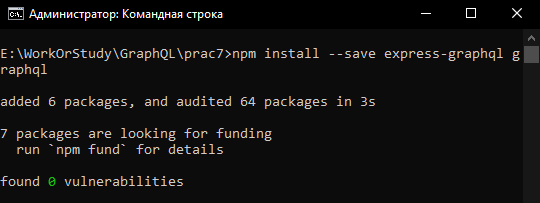 Администратор: Командная строка
E:\WorkOrStudy\GraphQL\prac7>npm install --save express-graphql g
raphql
added 6 packages, and audited 64 packages in 3s
7 packages are looking for funding
  run `npm fund` for details
found 0 vulnerabilities